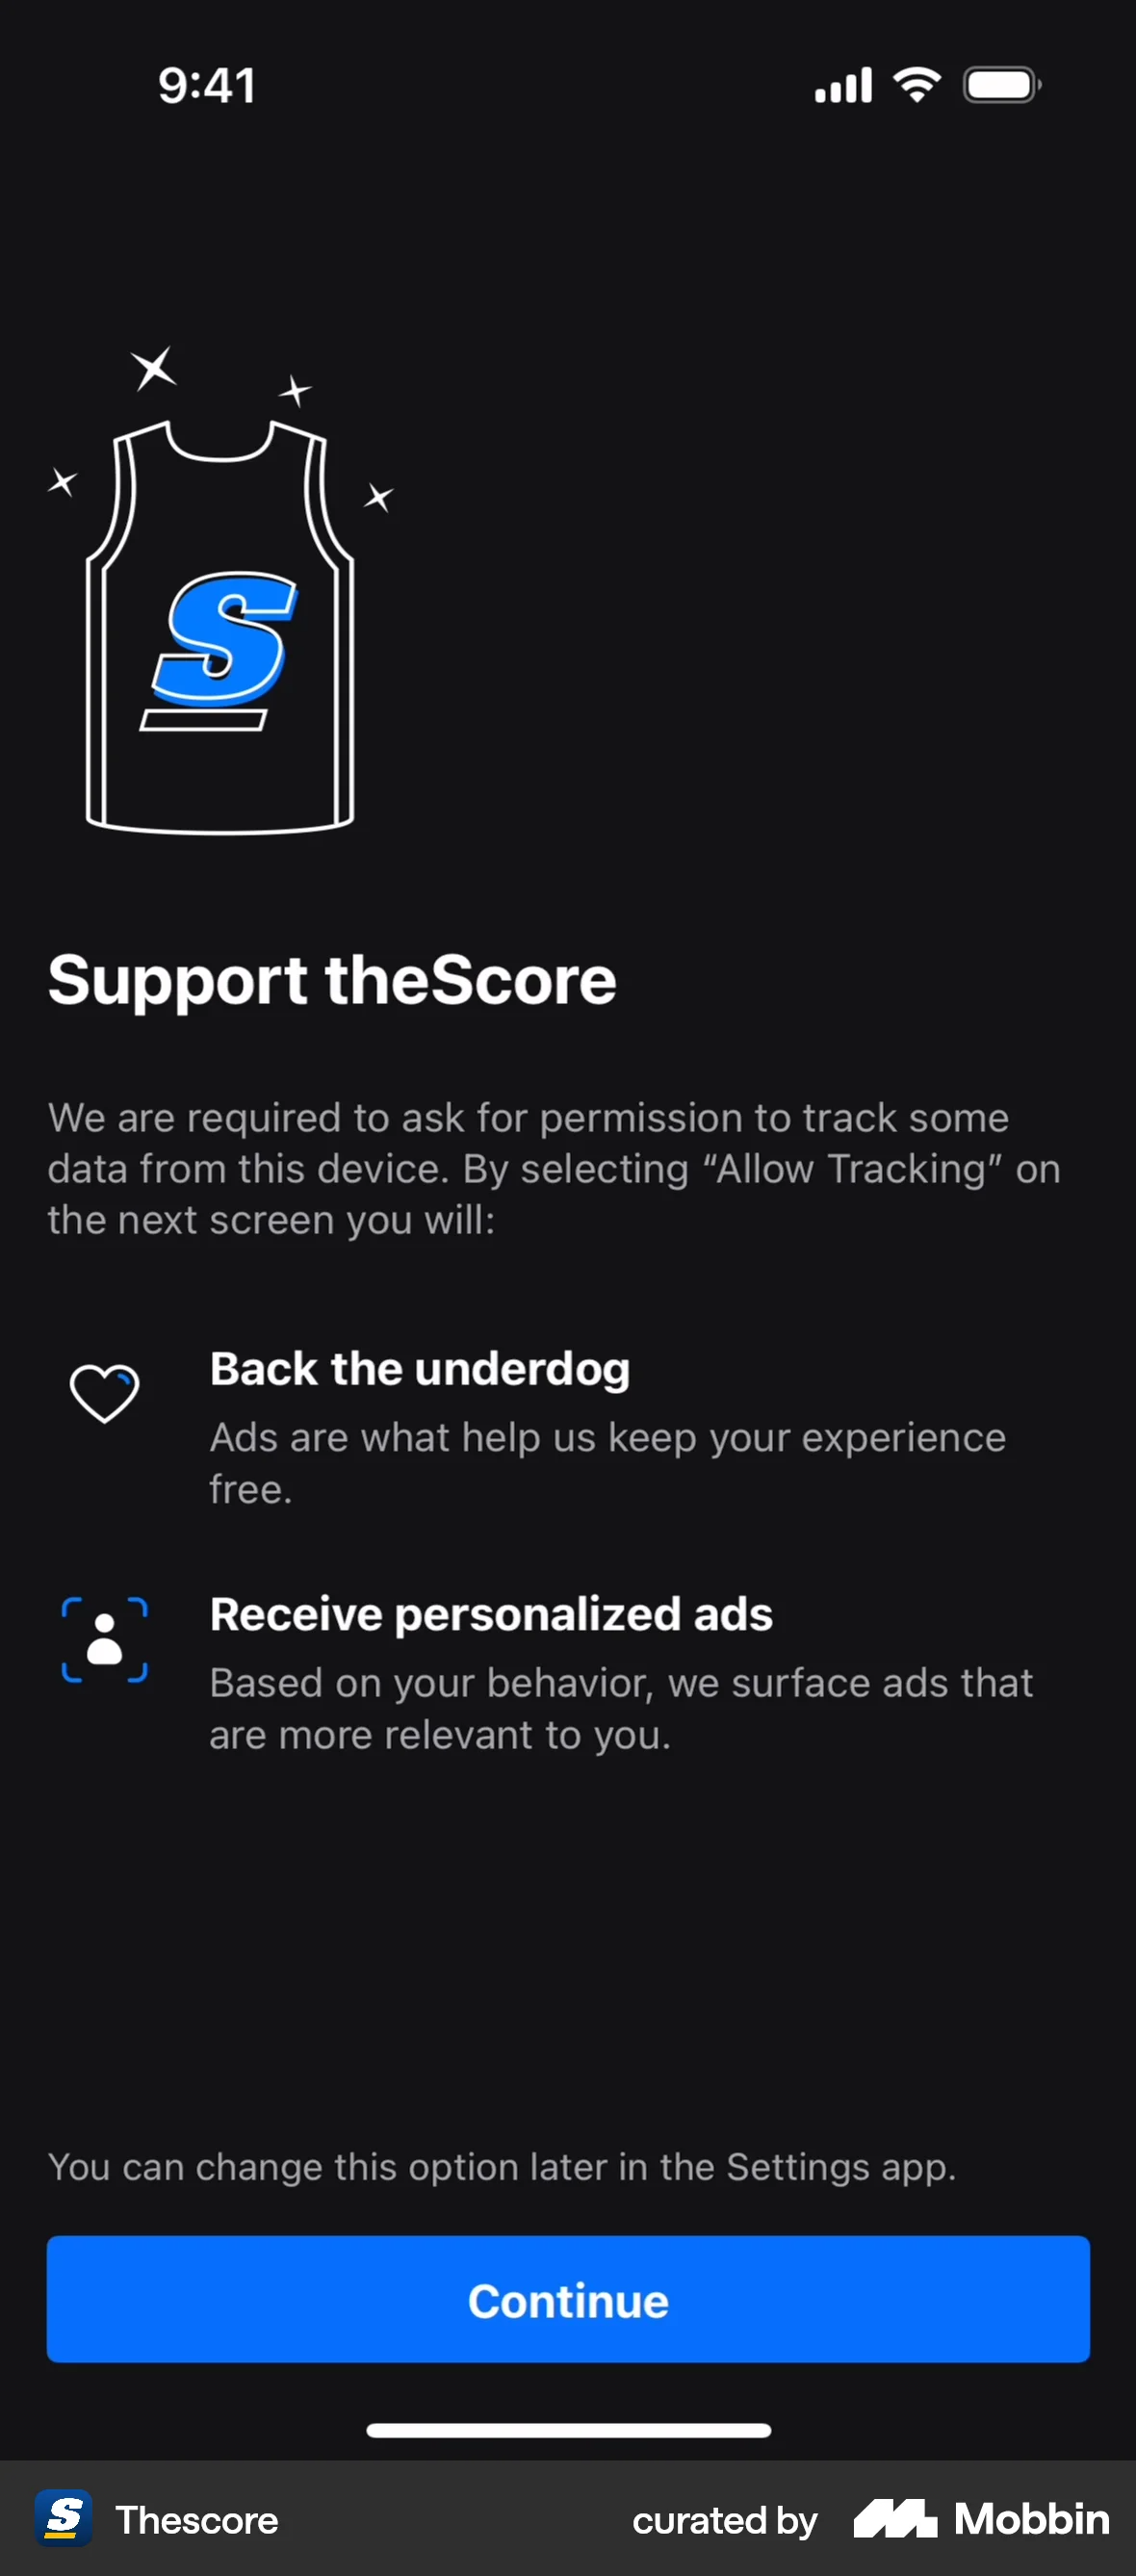 9:41
S
Support theScore
We are required to ask for permission to track some
data from this device. By selecting “Allow Tracking” on
the next screen you will:
Back the underdog
Ads are what help us keep your experience
free.
Receive personalized ads
Based on your behavior, we surface ads that
are more relevant to you.
You can change this option later in the Settings app.
Continue
S Thescore
curated by Mobbin